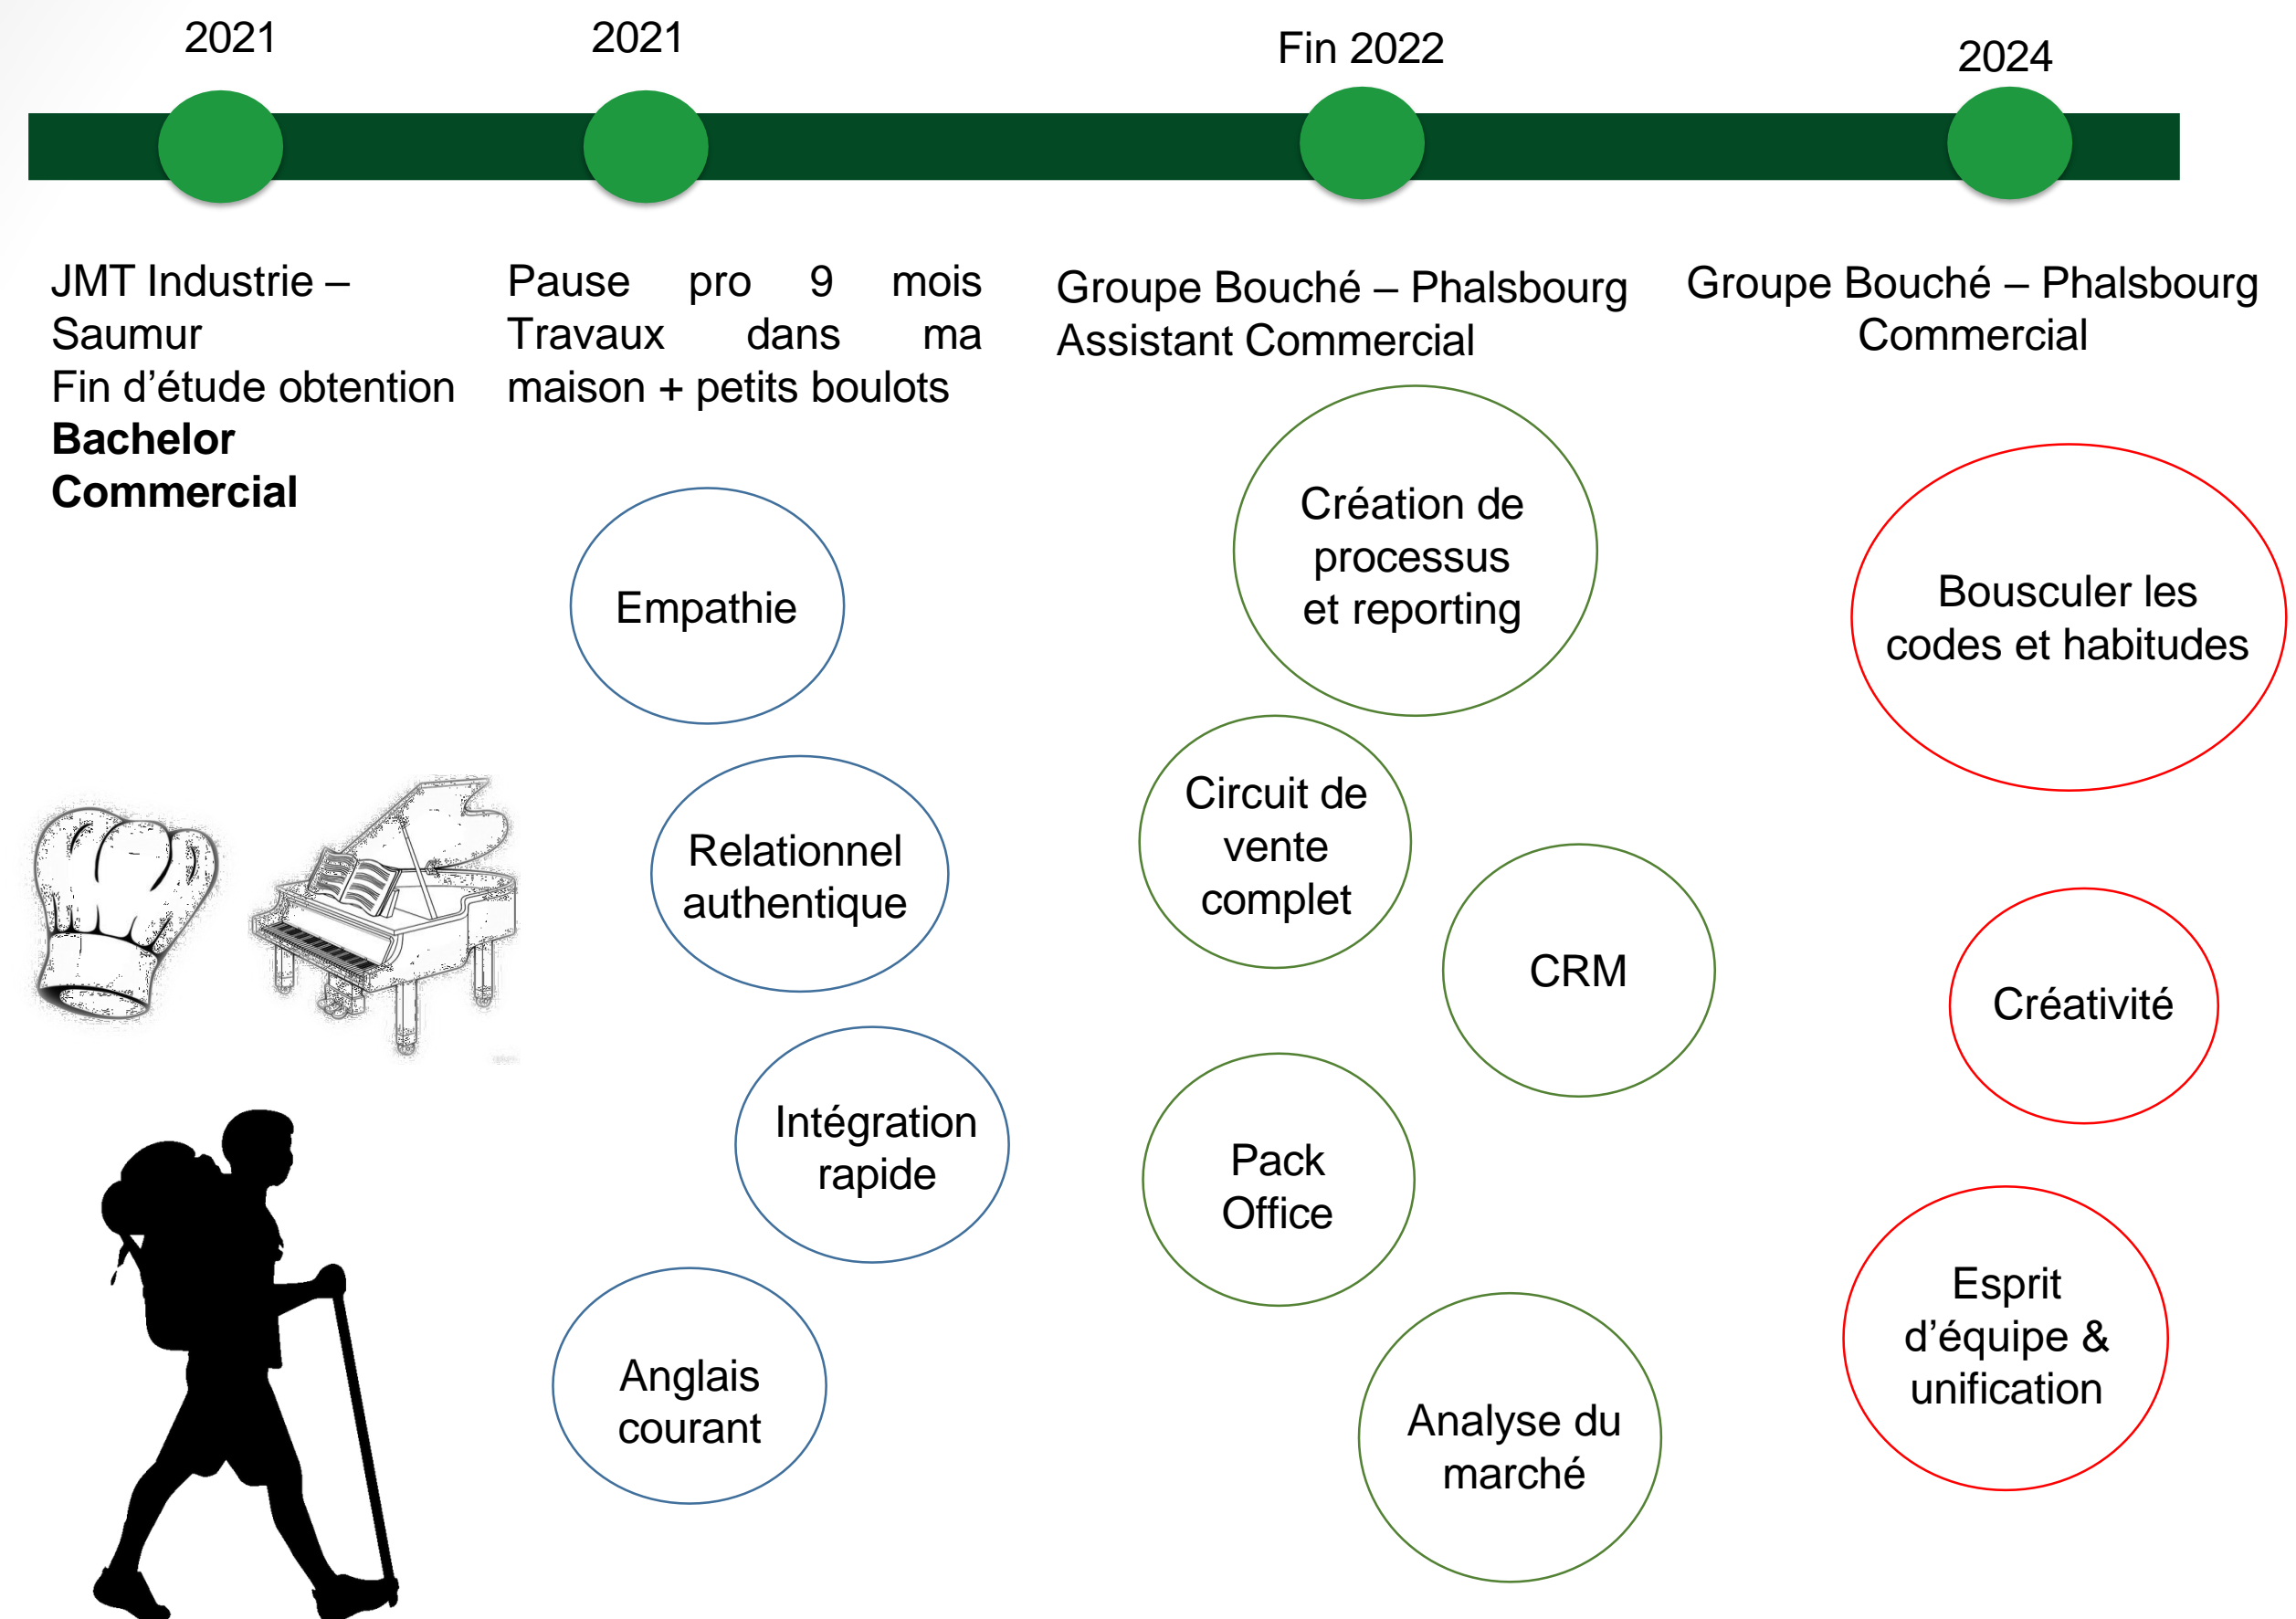 2021
2021
Fin 2022
2024
JMT Industrie –
Saumur
Fin d’étude obtention
Bachelor
Commercial
Pause pro 9 mois
Travaux dans ma
maison + petits boulots
Groupe Bouché – Phalsbourg
Assistant Commercial
Groupe Bouché – Phalsbourg
Commercial
Empathie
Relationnel
authentique
Intégration
rapide
Anglais
courant
Création de
processus
et reporting
Circuit de
vente
complet
CRM
Pack
Office
Analyse du
marché
Bousculer les
codes et habitudes
Créativité
Esprit
d’équipe &
unification